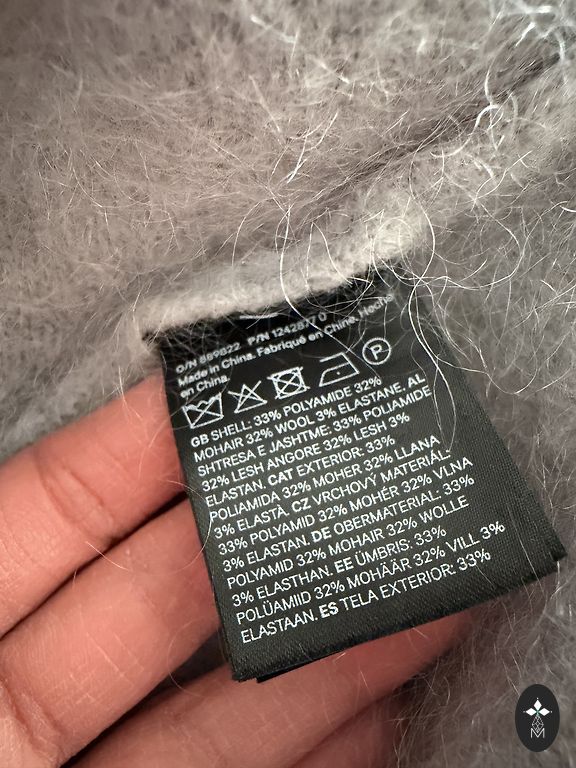 O/N 889822 P/N 1242877 0
Made in China. Fabriqué en Chine. Hecho
en China.
P
GB SHELL: 33% POLYAMIDE 32%
MOHAIR 32% WOOL 3% ELASTANE. AL
SHTRESA E JASHTME: 33% POLIAMIDE
32% LESH ANGORE 32% LESH 3%
ELASTAN. CAT EXTERIOR: 33%
POLIAMIDA 32% MOHER 32% LLANA
3% ELASTÀ. CZ VRCHOVÝ MATERIÁL:
33% POLYAMID 32% MOHÉR 32% VLNA
3% ELASTAN. DE OBERMATERIAL: 33%
POLYAMID 32% MOHAIR 32% WOLLE
3% ELASTHAN. EE ÜMBRIS: 33%
POLÜAMIID 32% MOHÄÄR 32% VILL 3%
ELASTAAN. ES TELA EXTERIOR: 33%
M